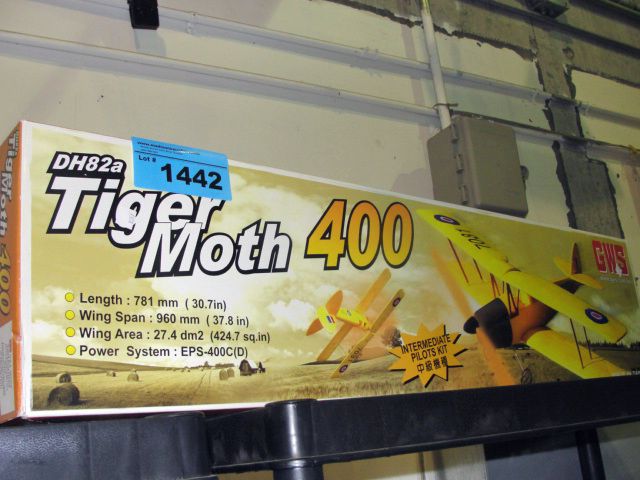 DH82a
Lot #
1442
Tiger
Moth 400
Length : 781 mm ( 30.7in)
Wing Span : 960 mm ( 37.8 in)
Wing Area : 27.4 dm2 (424.7 sq.in)
Power System : EPS-400C(D)
INTERMEDIATE
PILOTS KIT
中級機種
GWS
Tiger Moth 400